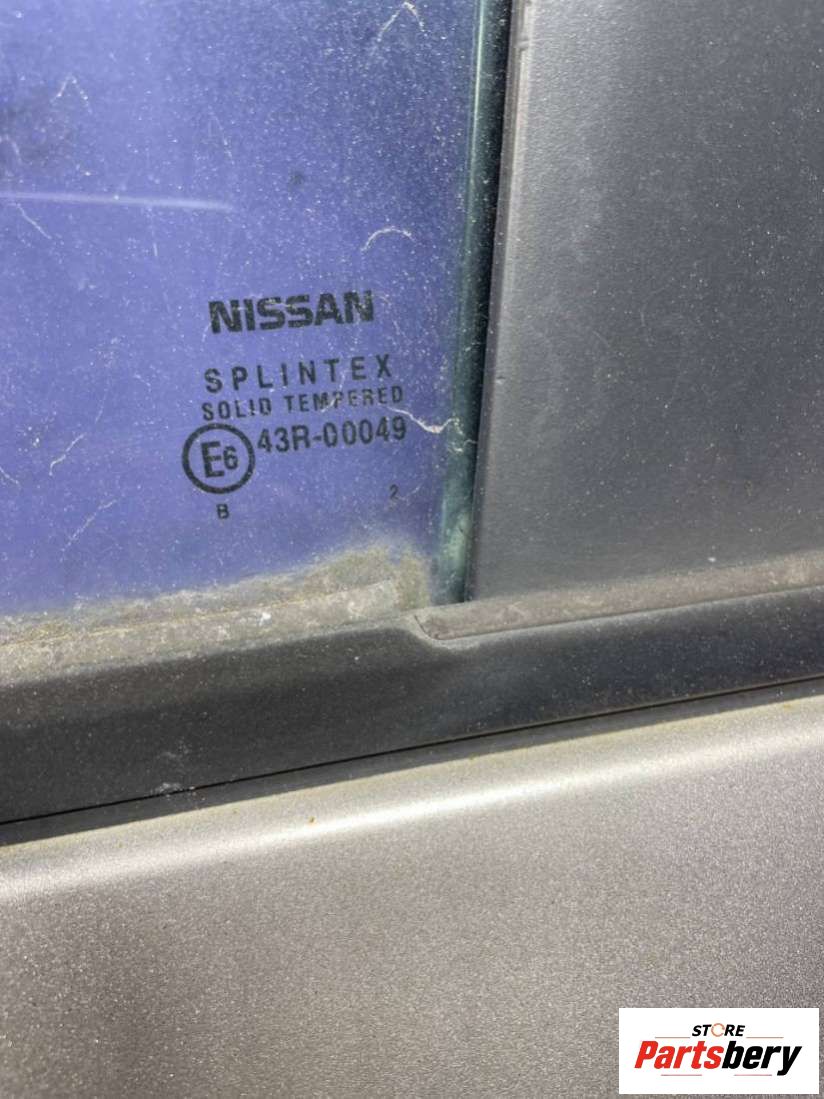 NISSAN
SPLINTEX
SOLID TEMPERED
E6 43R-00049
B 2
STORE
Partsbery